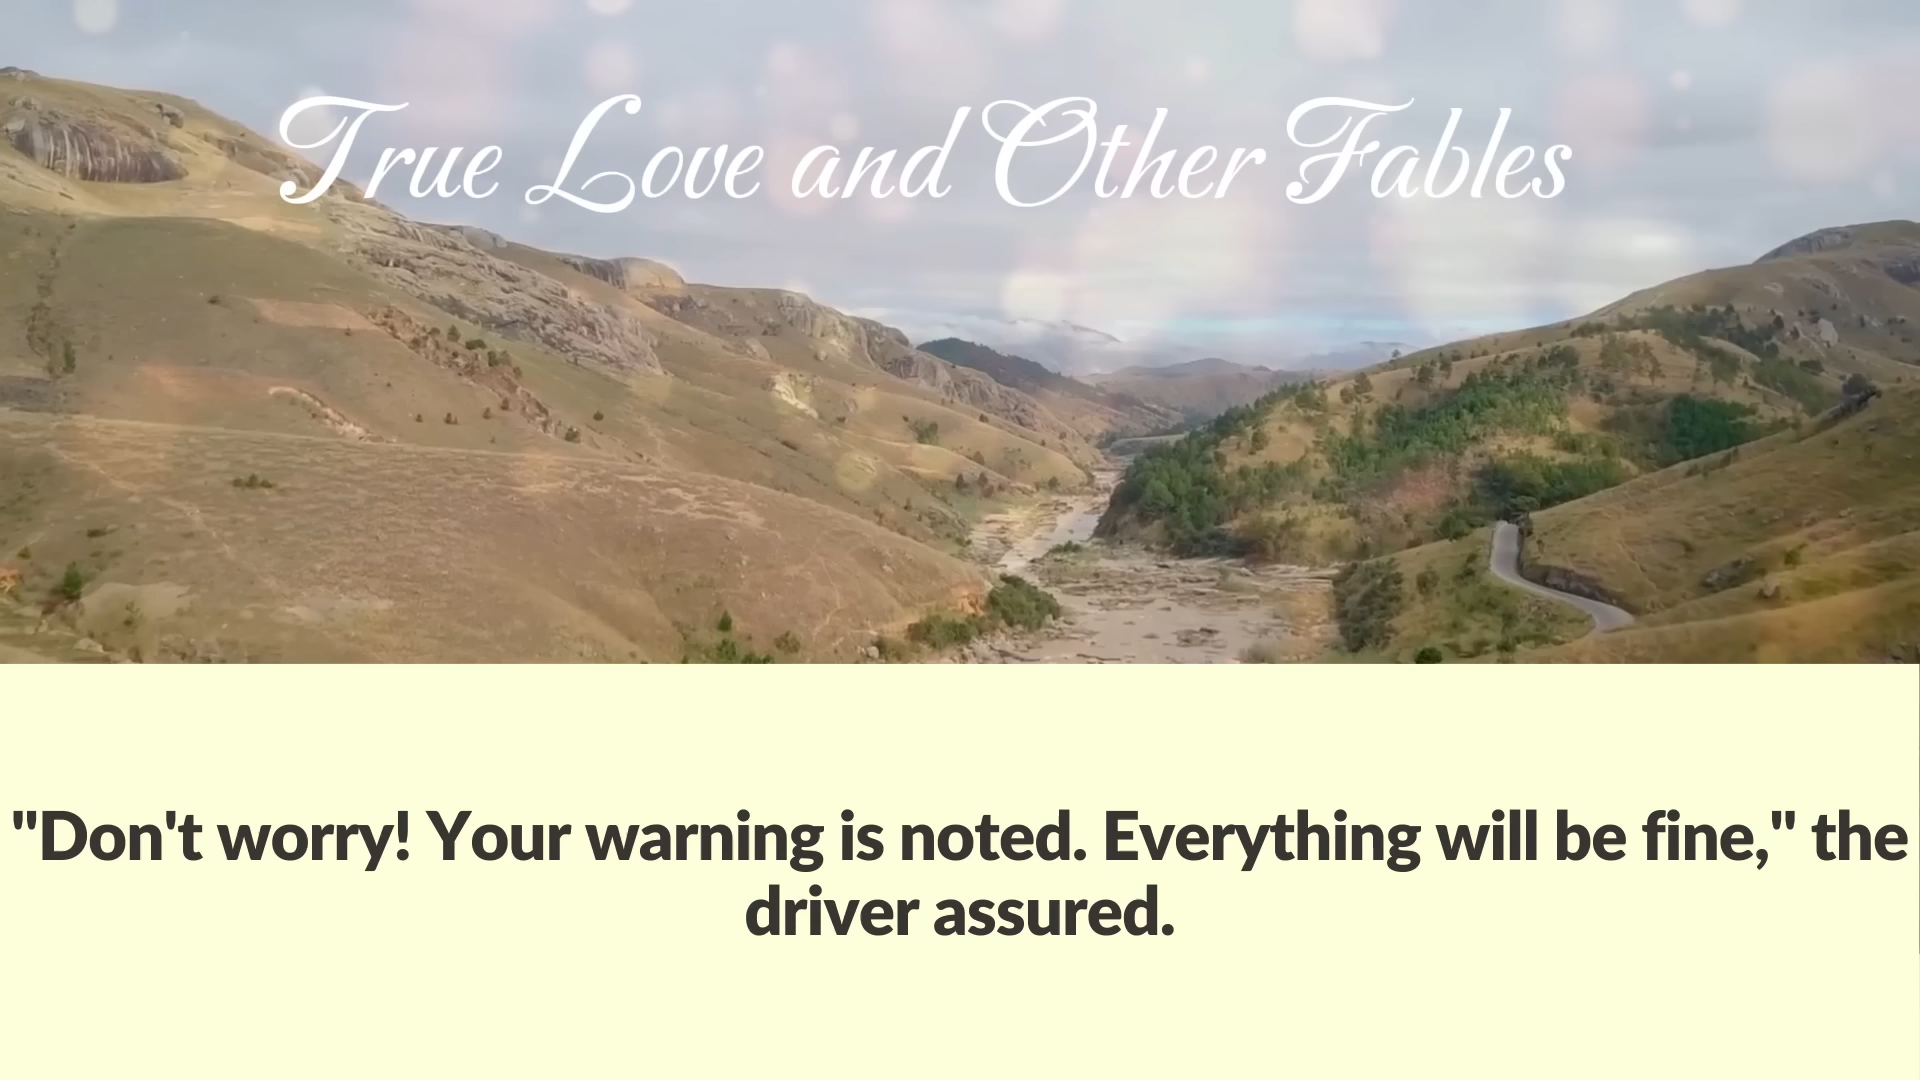 True Love and Other Fables
"Don't worry! Your warning is noted. Everything will be fine," the
driver assured.